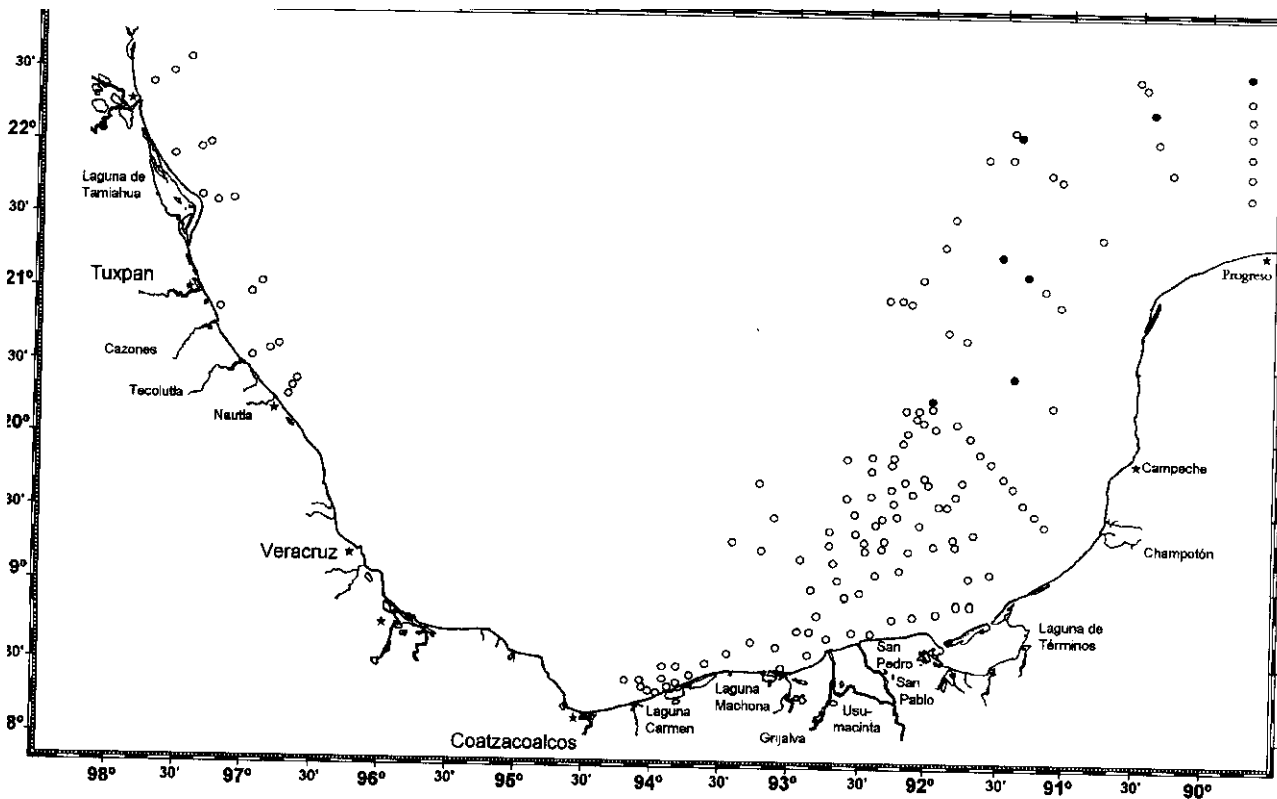 30'
22º
Laguna de
Tamiahua
30'
Tuxpan
21º
Progreso
Cazones
30'
Tecolutla
Nautla
20º
Campeche
30'
Veracruz
Champotón
9º
Laguna de
Términos
30'
San
Pedro
San
Pablo
Laguna
Machona
Laguna
Carmen
Usu-
macinta
8º
Coatzacoalcos
Grijalva
98º 30' 97º 30' 96º 30' 95º 30' 94º 30' 93º 30' 92º 30' 91º 30' 90º